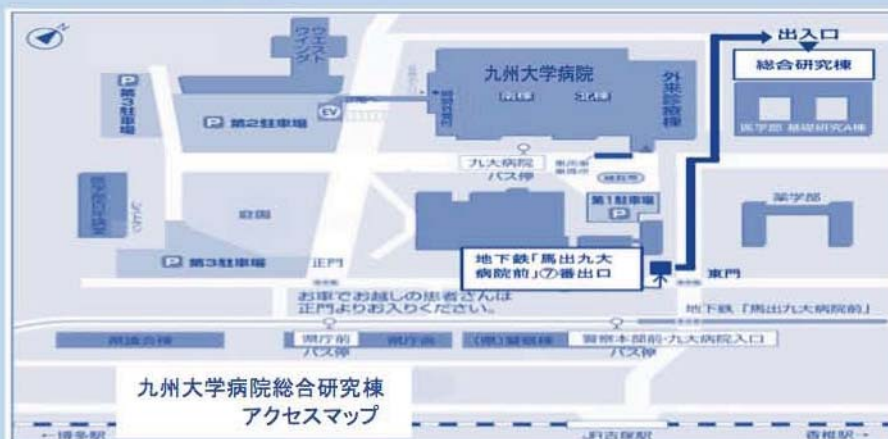 N
出入口
総合研究棟
ウエスト
ウイング
九州大学病院
南棟 北棟
外来診療棟
P 第3駐車場
P 第2駐車場
EV
医学部 基礎研究A棟
九大病院
バス停
第1駐車場
P
薬学部
庭園
P 第3駐車場
正門
地下鉄「馬出九大
病院前」⑦番出口
東門
お車でお越しの患者さんは
正門よりお入りください。
地下鉄「馬出九大病院前」
県議会棟
県庁前
バス停
(県)警察棟
警察本部前・九大病院入口
バス停
九州大学病院総合研究棟
アクセスマップ
←博多駅
JR吉塚駅
香椎駅→